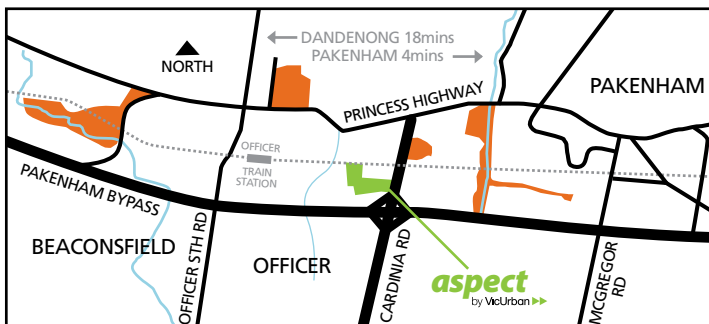 DANDENONG 18mins
PAKENHAM 4mins
NORTH
PAKENHAM
PRINCESS HIGHWAY
OFFICER
TRAIN
STATION
PAKENHAM BYPASS
BEACONSFIELD
OFFICER STH RD
OFFICER
CARDINIA RD
aspect
by VicUrban
MCGREGOR
RD